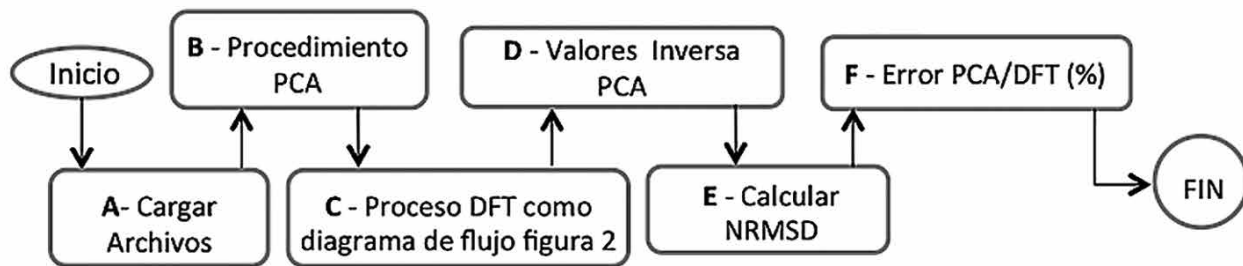 Inicio
A- Cargar
Archivos
B - Procedimiento
PCA
C - Proceso DFT como
diagrama de flujo figura 2
D - Valores Inversa
PCA
E - Calcular
NRMSD
F - Error PCA/DFT (%)
FIN